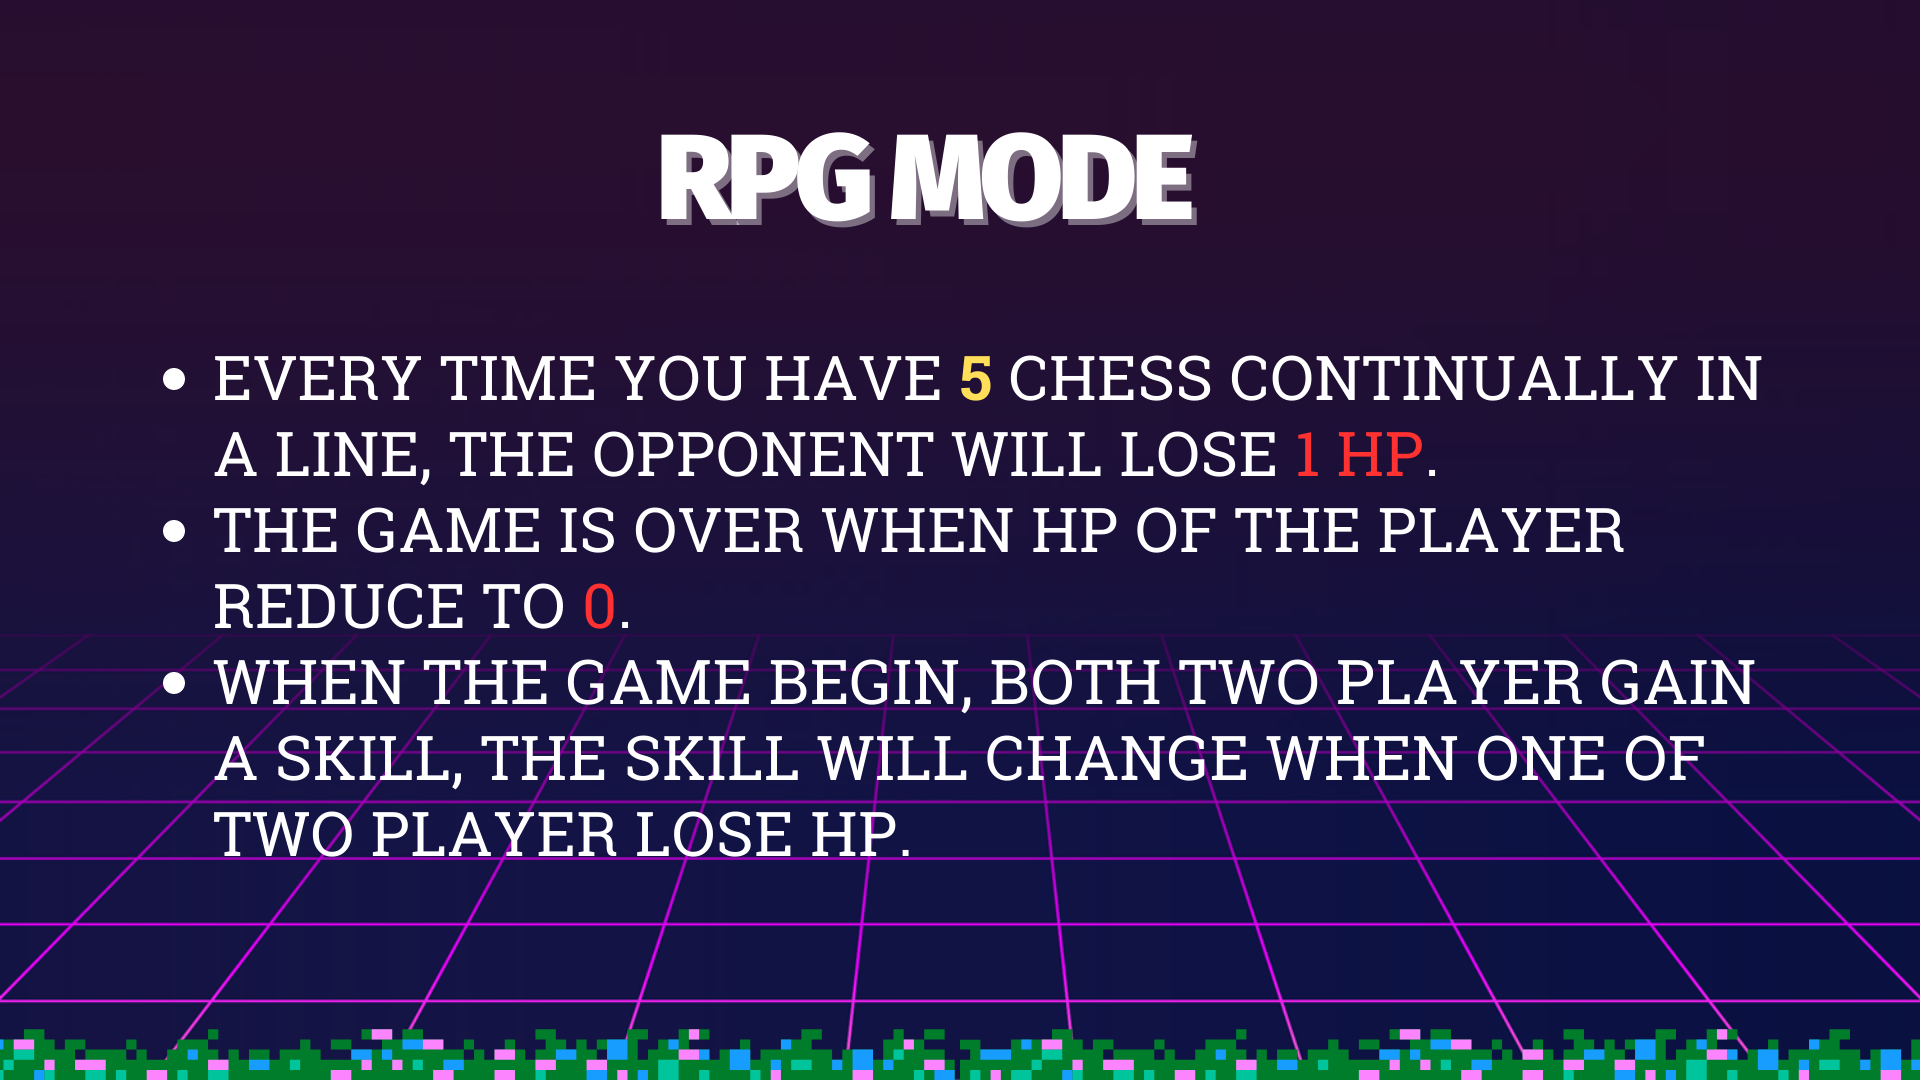 RPG MODE
• EVERY TIME YOU HAVE 5 CHESS CONTINUALLY IN
A LINE, THE OPPONENT WILL LOSE 1 HP.
• THE GAME IS OVER WHEN HP OF THE PLAYER
REDUCE TO 0.
• WHEN THE GAME BEGIN, BOTH TWO PLAYER GAIN
A SKILL, THE SKILL WILL CHANGE WHEN ONE OF
TWO PLAYER LOSE HP.